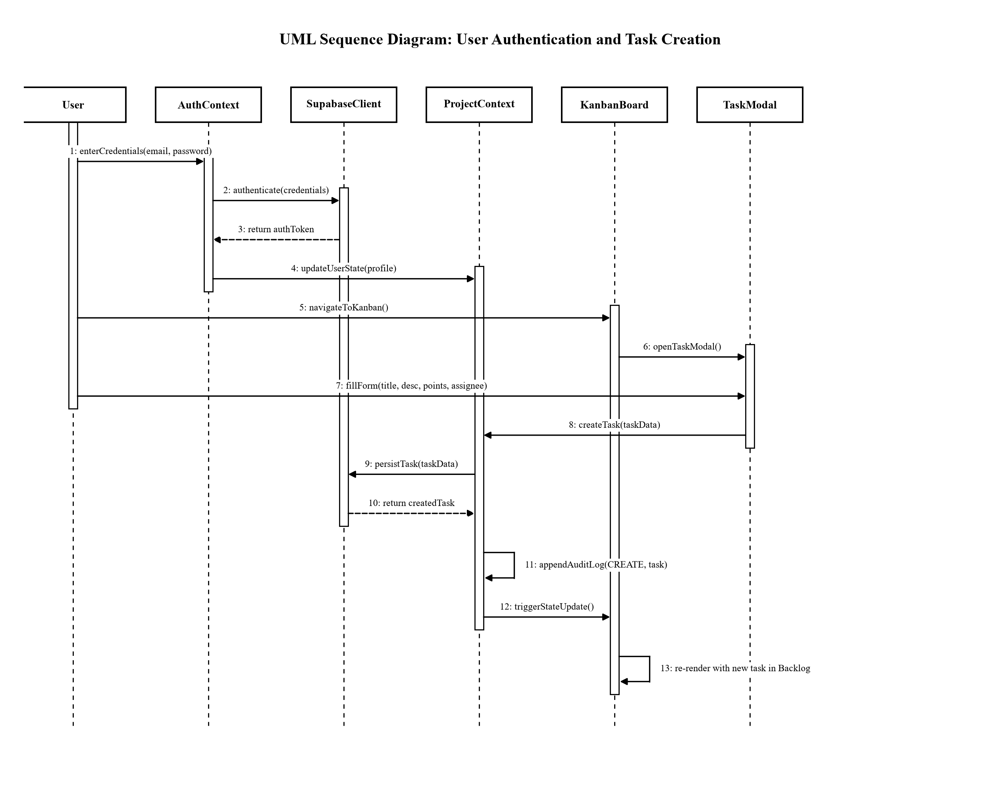 UML Sequence Diagram: User Authentication and Task Creation
User
AuthContext
SupabaseClient
ProjectContext
KanbanBoard
TaskModal
1: enterCredentials(email, password)
2: authenticate(credentials)
3: return authToken
4: updateUserState(profile)
5: navigateToKanban()
6: openTaskModal()
7: fillForm(title, desc, points, assignee)
8: createTask(taskData)
9: persistTask(taskData)
10: return createdTask
11: appendAuditLog(CREATE, task)
12: triggerStateUpdate()
13: re-render with new task in Backlog